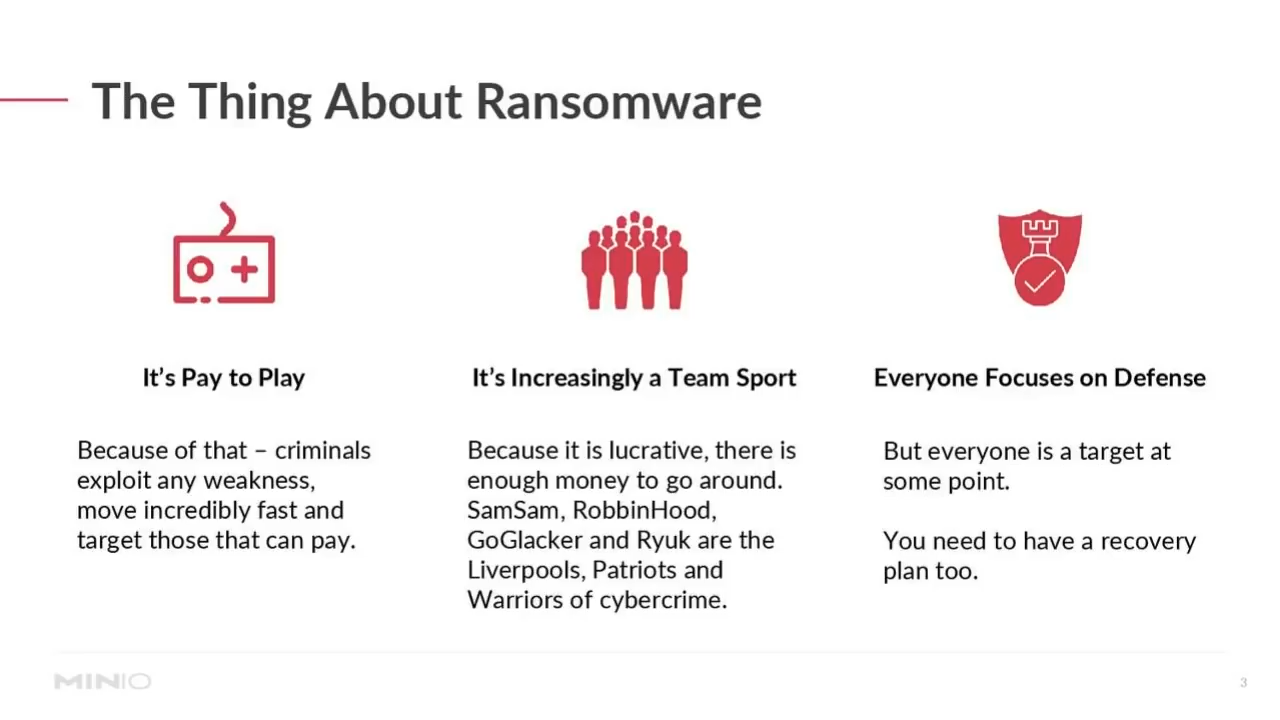 The Thing About Ransomware
It’s Pay to Play
Because of that – criminals
exploit any weakness,
move incredibly fast and
target those that can pay.
It’s Increasingly a Team Sport
Because it is lucrative, there is
enough money to go around.
SamSam, RobbinHood,
GoGlacker and Ryuk are the
Liverpools, Patriots and
Warriors of cybercrime.
Everyone Focuses on Defense
But everyone is a target at
some point.
You need to have a recovery
plan too.
MINIO
3